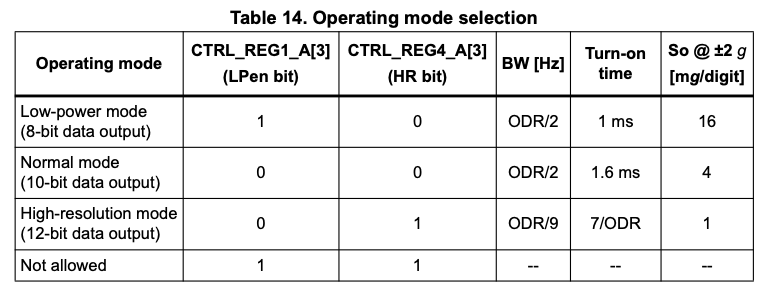 Table 14. Operating mode selection
Operating mode CTRL_REG1_A[3] (LPen bit) CTRL_REG4_A[3] (HR bit) BW [Hz] Turn-on time So @ ±2 g [mg/digit]
Low-power mode (8-bit data output) 1 0 ODR/2 1 ms 16
Normal mode (10-bit data output) 0 0 ODR/2 1.6 ms 4
High-resolution mode (12-bit data output) 0 1 ODR/9 7/ODR 1
Not allowed 1 1 -- -- --